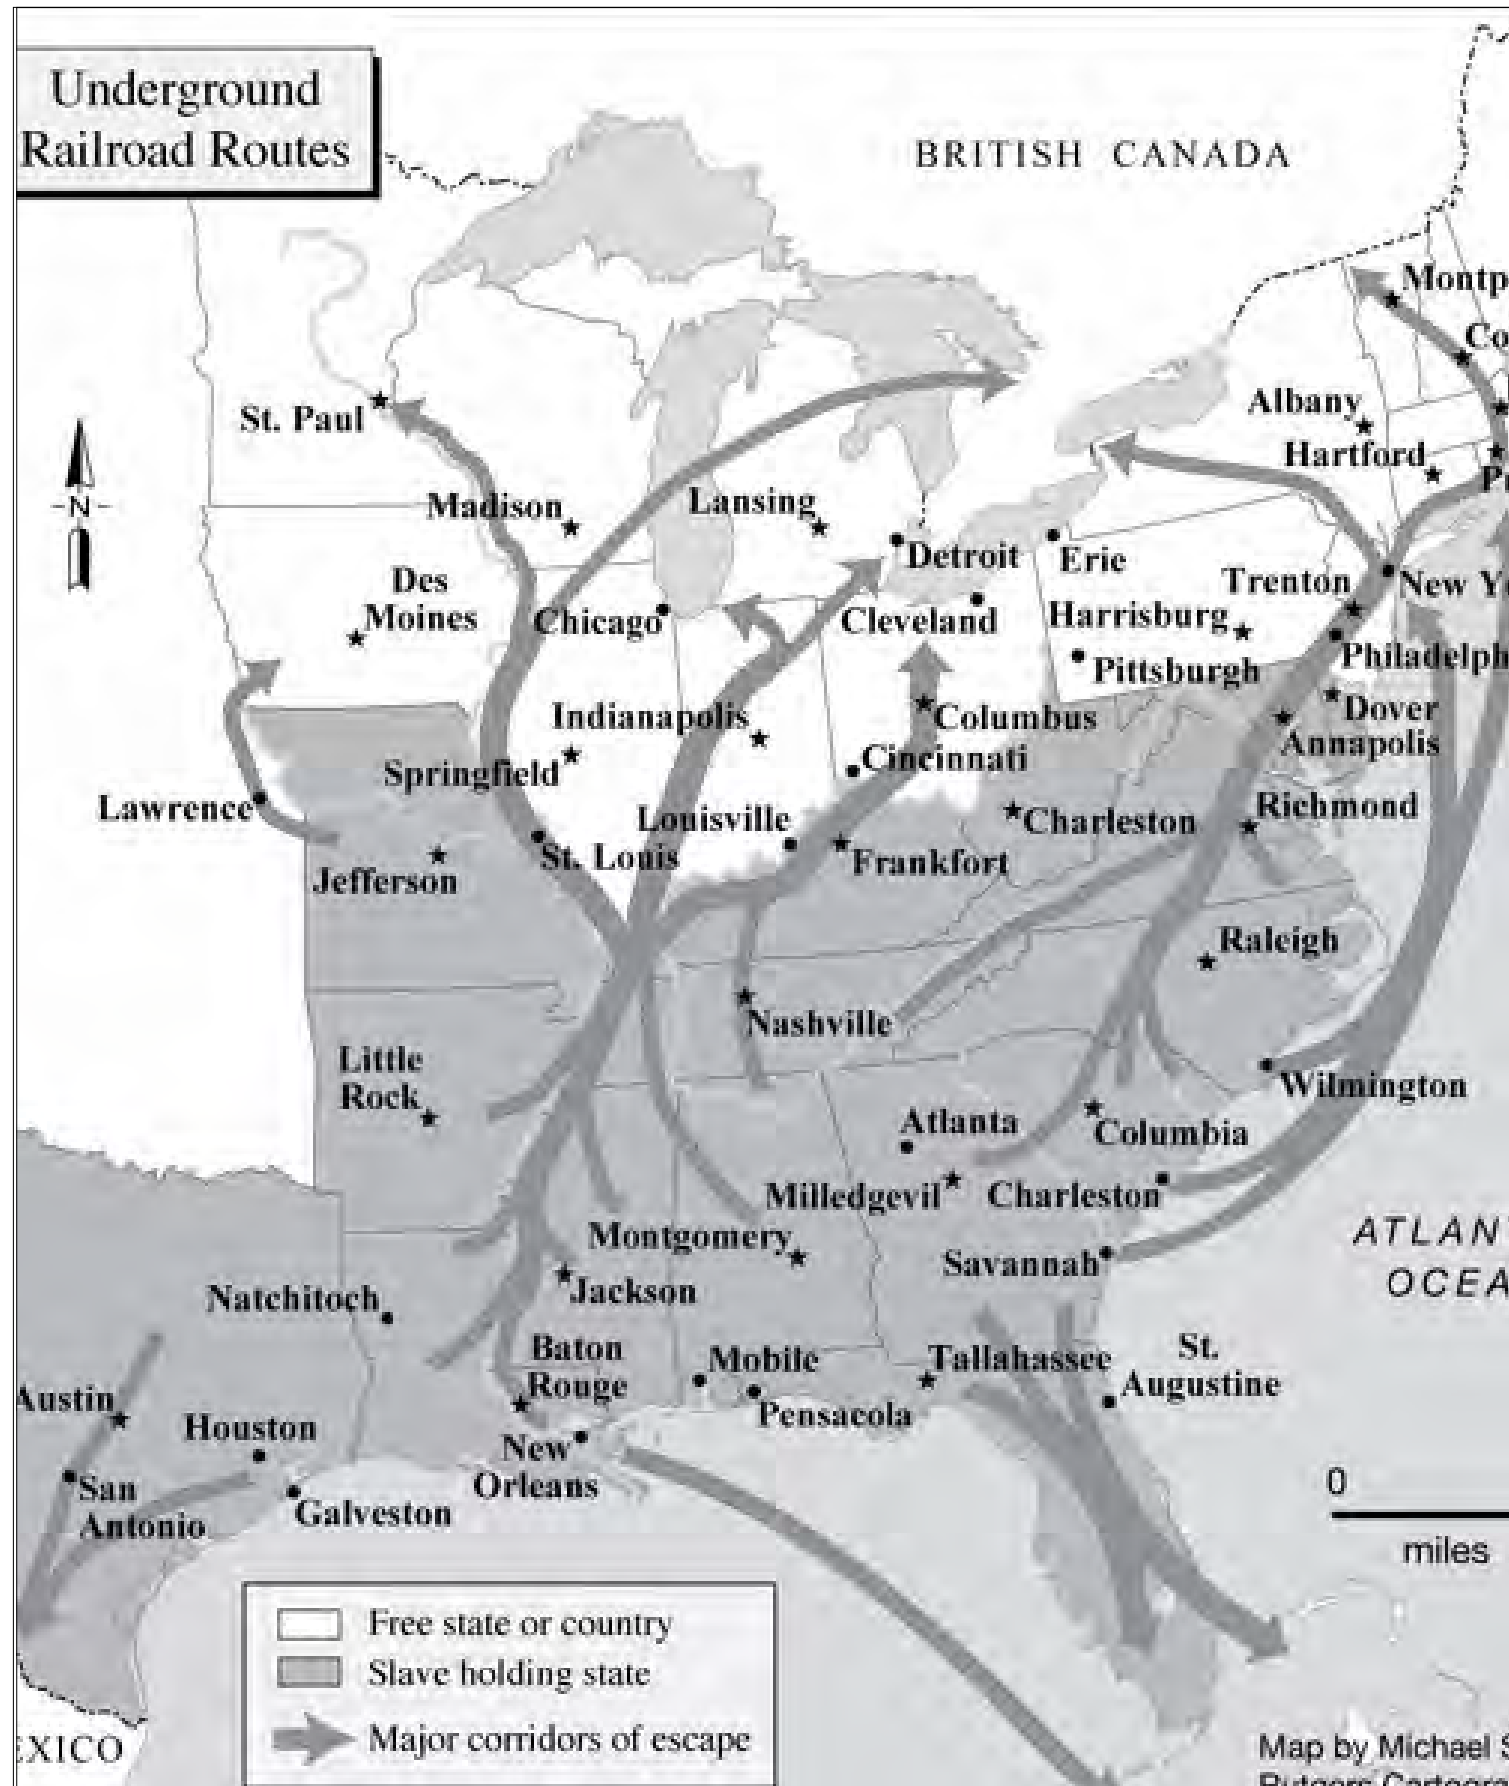 Underground
Railroad Routes
BRITISH CANADA
Montp
Co
St. Paul
Albany
Hartford
Madison
Lansing
N
Detroit
Erie
Des
Moines
Trenton
New Y
Chicago
Cleveland
Harrisburg
Pittsburgh
Philadelph
Indianapolis
Columbus
Dover
Annapolis
Springfield
Cincinnati
Lawrence
Louisville
Charleston
Richmond
St. Louis
Frankfort
Jefferson
Raleigh
Nashville
Little
Rock
Wilmington
Atlanta
Columbia
Milledgevil
Charleston
Montgomery
ATLAN
OCEA
Savannah
Natchitoch
Jackson
Baton
Rouge
Mobile
Tallahassee
St.
Augustine
Austin
Houston
Pensacola
New
Orleans
San
Antonio
Galveston
0
miles
Free state or country
Slave holding state
Major corridors of escape
EXICO
Map by Michael S